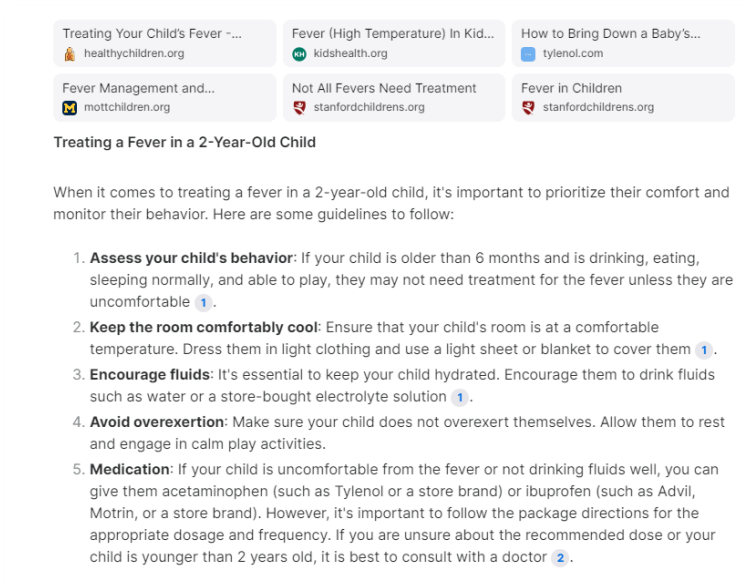 Treating Your Child's Fever -...
healthychildren.org
Fever (High Temperature) In Kid...
KH kidshealth.org
How to Bring Down a Baby's...
tylenol.com
Fever Management and...
M mottchildren.org
Not All Fevers Need Treatment
stanfordchildrens.org
Fever in Children
stanfordchildrens.org
Treating a Fever in a 2-Year-Old Child
When it comes to treating a fever in a 2-year-old child, it's important to prioritize their comfort and
monitor their behavior. Here are some guidelines to follow:
1. Assess your child's behavior: If your child is older than 6 months and is drinking, eating,
sleeping normally, and able to play, they may not need treatment for the fever unless they are
uncomfortable 1 .
2. Keep the room comfortably cool: Ensure that your child's room is at a comfortable
temperature. Dress them in light clothing and use a light sheet or blanket to cover them 1 .
3. Encourage fluids: It's essential to keep your child hydrated. Encourage them to drink fluids
such as water or a store-bought electrolyte solution 1 .
4. Avoid overexertion: Make sure your child does not overexert themselves. Allow them to rest
and engage in calm play activities.
5. Medication: If your child is uncomfortable from the fever or not drinking fluids well, you can
give them acetaminophen (such as Tylenol or a store brand) or ibuprofen (such as Advil,
Motrin, or a store brand). However, it's important to follow the package directions for the
appropriate dosage and frequency. If you are unsure about the recommended dose or your
child is younger than 2 years old, it is best to consult with a doctor 2 .